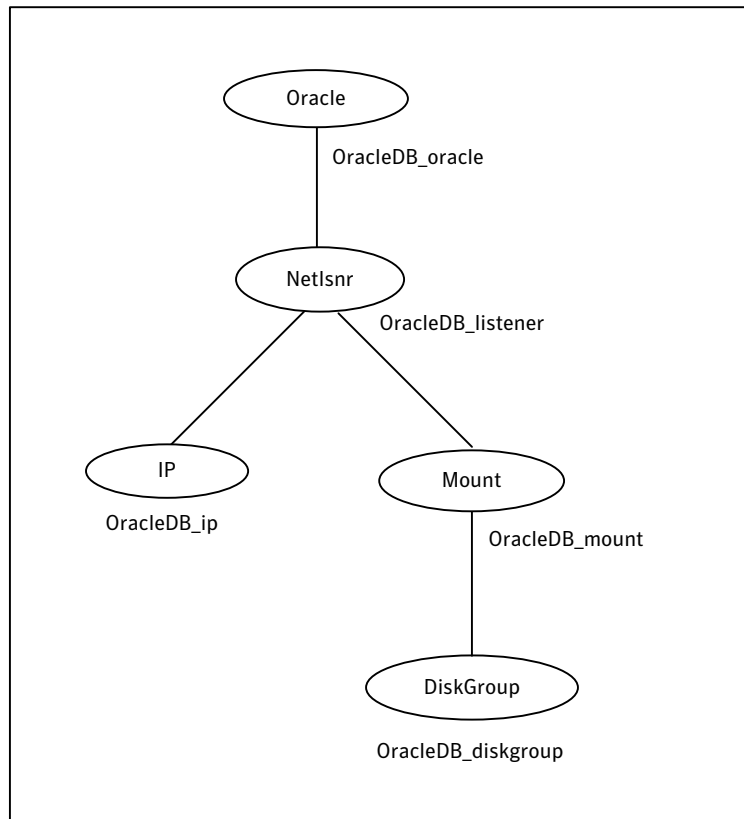 Oracle
OracleDB_oracle
Netlsnr
OracleDB_listener
IP
OracleDB_ip
Mount
OracleDB_mount
DiskGroup
OracleDB_diskgroup